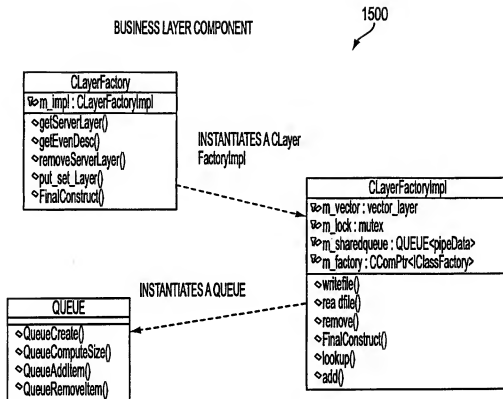 BUSINESS LAYER COMPONENT
1500
CLayerFactory
m_impl : CLayerFactoryImpl
getServerLayer()
getEvenDesc()
removeServerLayer()
put_set_Layer()
FinalConstruct()
INSTANTIATES A CLayer
FactoryImpl
CLayerFactoryImpl
m_vector : vector_layer
m_lock : mutex
m_sharedqueue : QUEUE<pipeData>
m_factory : CComPtr<IClassFactory>
writefile()
rea dfile()
remove()
FinalConstruct()
lookup()
add()
INSTANTIATES A QUEUE
QUEUE
QueueCreate()
QueueComputeSize()
QueueAddItem()
QueueRemoveItem()